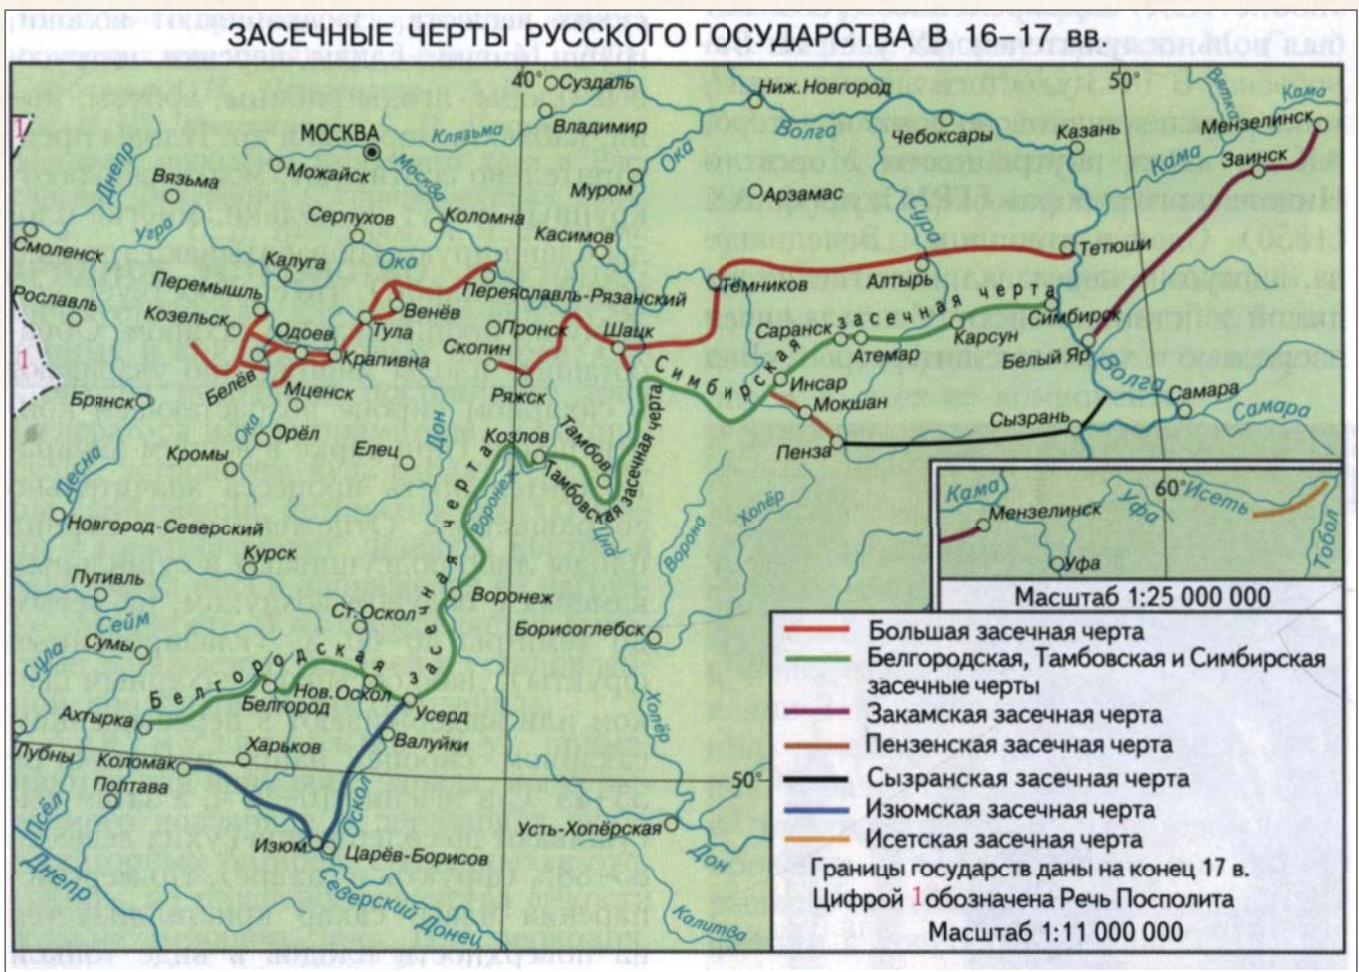 ЗАСЕЧНЫЕ ЧЕРТЫ РУССКОГО ГОСУДАРСТВА В 16–17 вв.
40°
50°
Суздаль
Ниж.Новгород
Вятка
Кама
1
МОСКВА
Клязьма
Владимир
Волга
Чебоксары
Казань
Мензелинск
Днепр
Можайск
Москва
Ока
Кама
Заинск
Вязьма
Муром
Арзамас
Серпухов
Коломна
Сура
Угра
Касимов
Тетюши
Смоленск
Калуга
Ока
Перемышль
Переяславль-Рязанский
Темников
Алтырь
Рославль
Козельск
Венёв
Одоев
Тула
Пронск
Шацк
Саранск
засечная черта
Симбирск
1
Скопин
Крапивна
Атемар
Карсун
Белый Яр
Белёв
Мценск
Ряжск
Симбирская
Инсар
Волга
Самара
Брянск
Ока
Дон
Мокшан
Сызрань
Самара
Орёл
Козлов
Тамбов
Пенза
Кромы
Елец
Десна
черта
Воронеж
Тамбовская засечная черта
Цна
Ворона
Хопёр
Новгород-Северский
Кама
Мензелинск
60°
Уфа
Исеть
Тобол
Уфа
Масштаб 1:25 000 000
Курск
Путивль
Сейм
засечная
Воронеж
Ст.Оскол
Борисоглебск
Сумы
Сула
Белгородская
Нов.Оскол
Белгород
Хопёр
Ахтырка
Усерд
Валуйки
Лубны
Харьков
Коломак
50°
Полтава
Псёл
Оскол
Усть-Хопёрская
Изюм
Царёв-Борисов
Дон
Днепр
Северский Донец
Калитва
Большая засечная черта
Белгородская, Тамбовская и Симбирская
засечные черты
Закамская засечная черта
Пензенская засечная черта
Сызранская засечная черта
Изюмская засечная черта
Исетская засечная черта
Границы государств даны на конец 17 в.
Цифрой 1 обозначена Речь Посполита
Масштаб 1:11 000 000